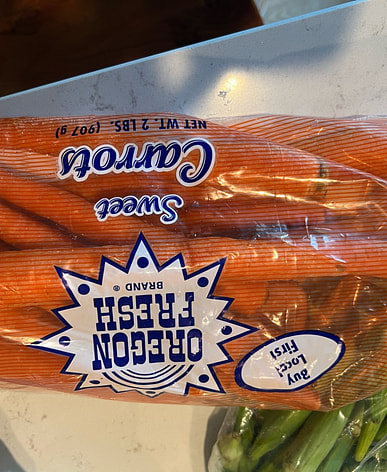 Buy
Local
First
OREGON
FRESH
BRAND ®
Sweet
Carrots
NET WT. 2 LBS. (907 g)